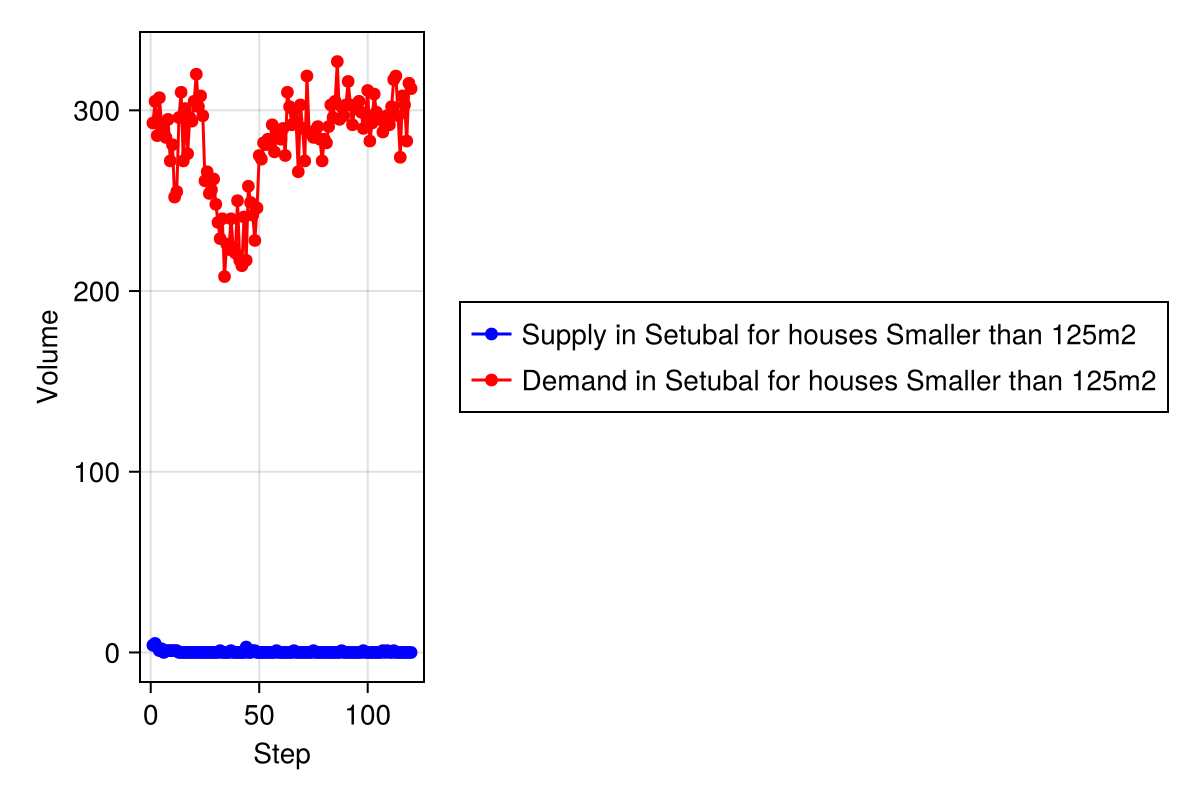 Volume
300
200
100
0
0 50 100
Step
Supply in Setubal for houses Smaller than 125m2
Demand in Setubal for houses Smaller than 125m2